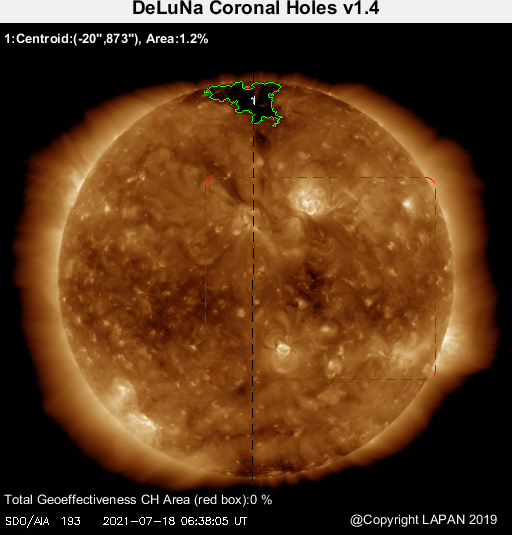 DeLuNa Coronal Holes v1.4
1:Centroid:(-20",873"), Area:1.2%
1
Total Geoeffectiveness CH Area (red box):0 %
SDO/AIA 193 2021-07-18 06:38:05 UT
@Copyright LAPAN 2019